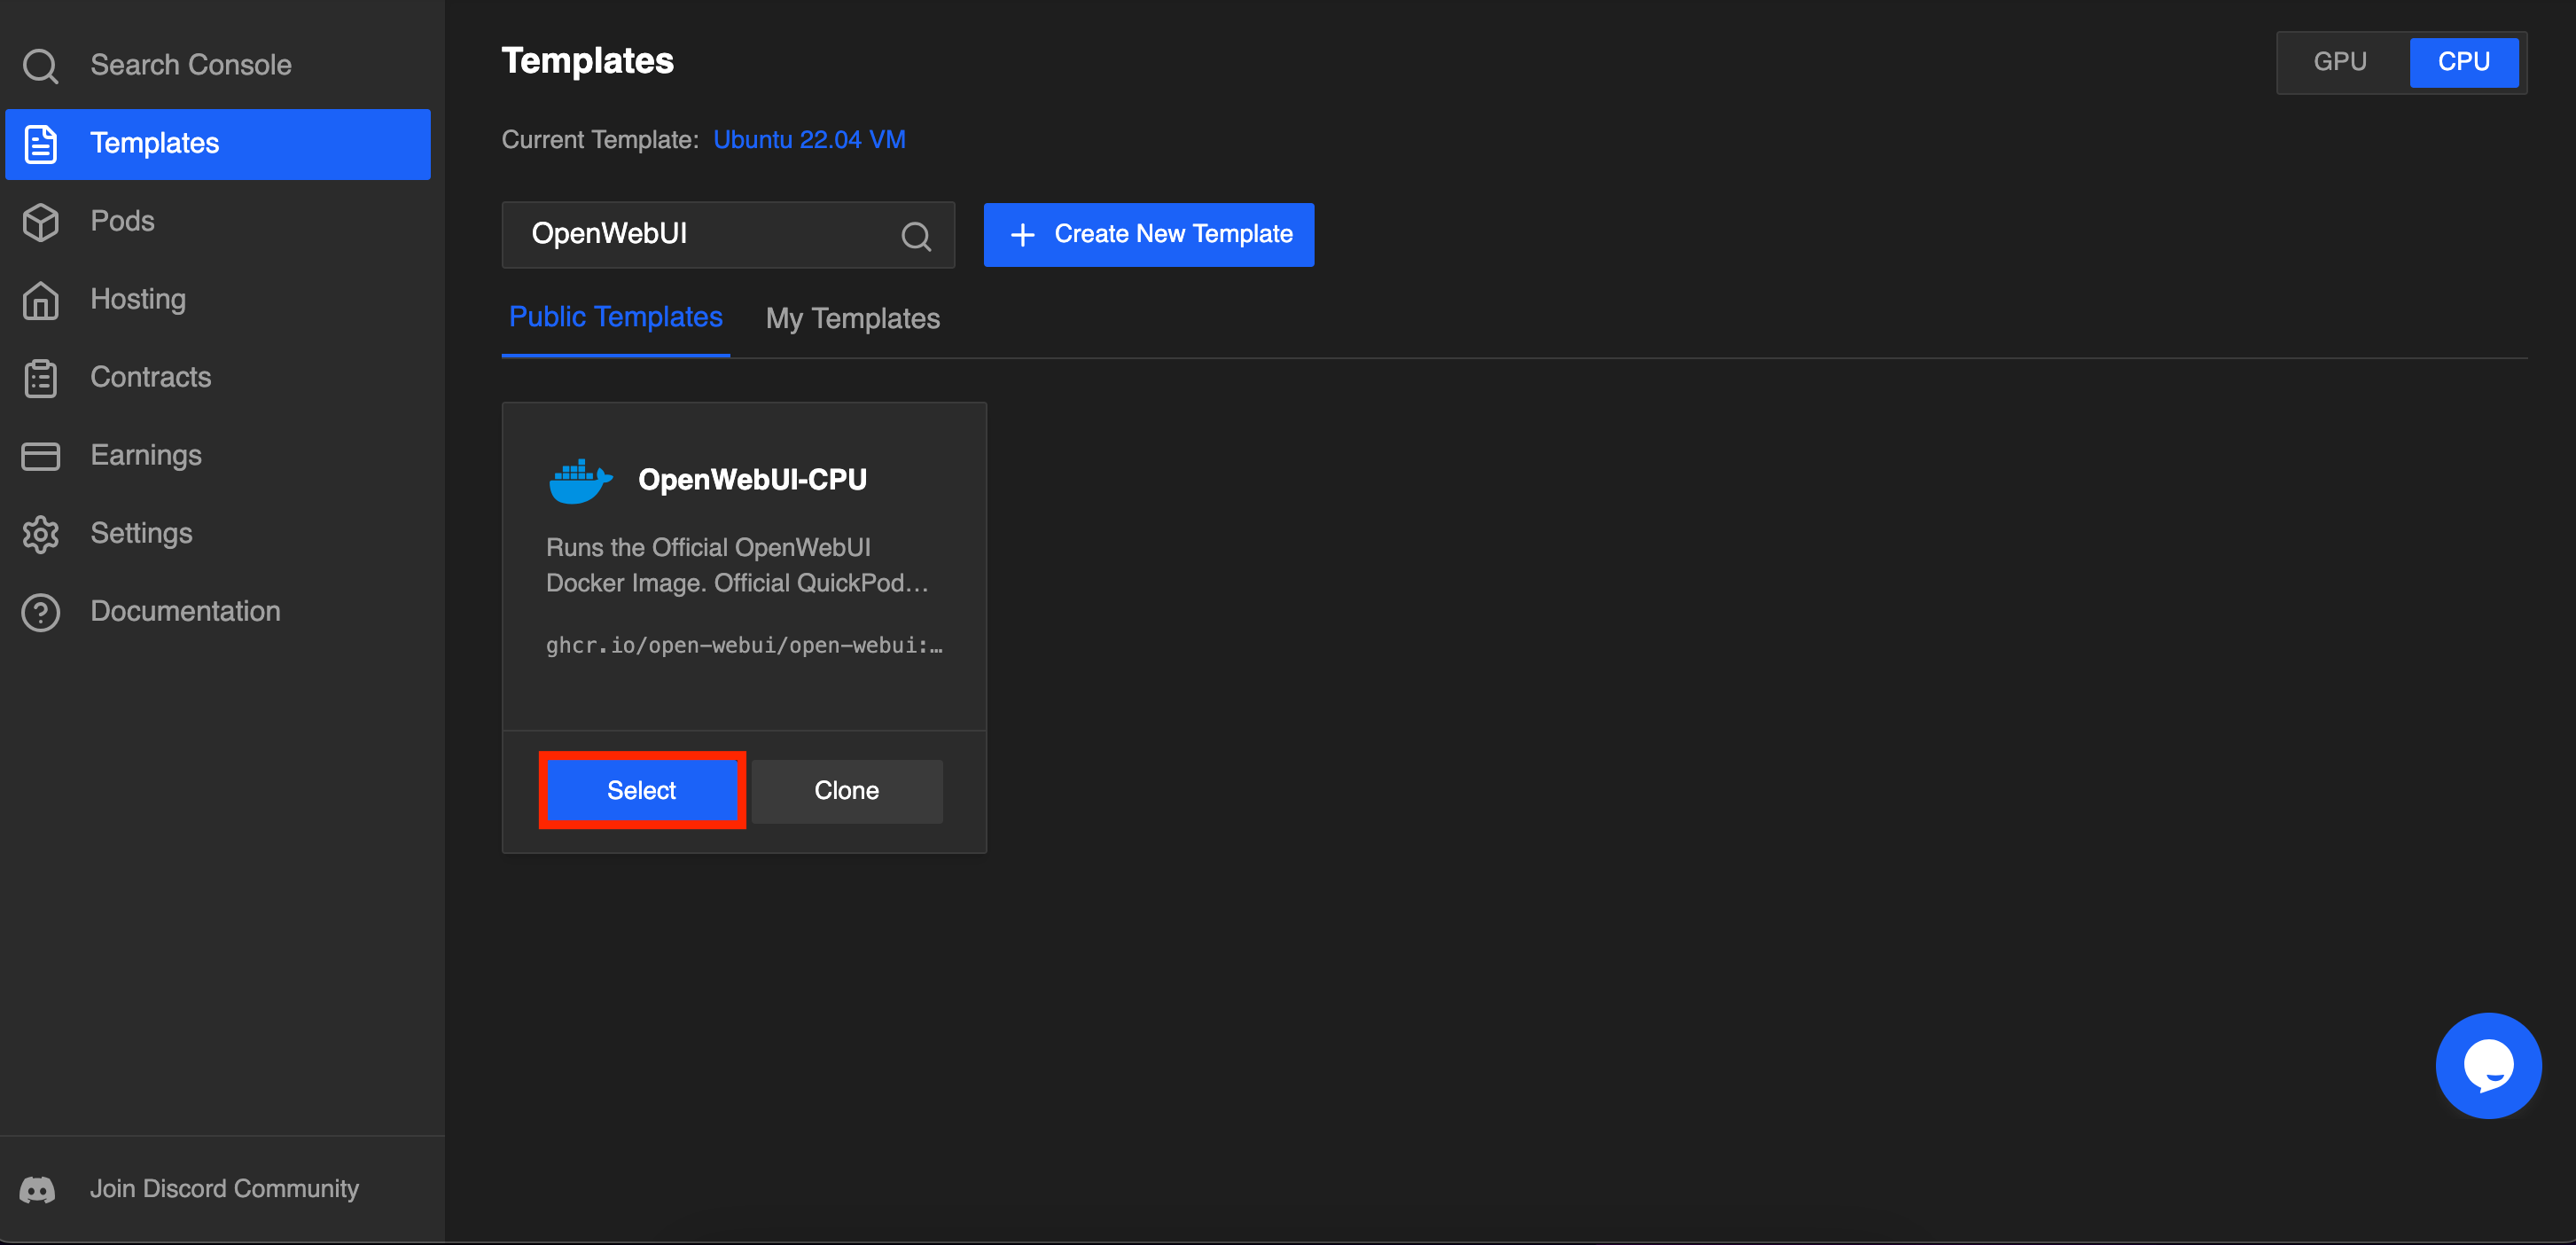 Search Console
Templates
Pods
Hosting
Contracts
Earnings
Settings
Documentation
Join Discord Community
Templates
GPU
CPU
Current Template: Ubuntu 22.04 VM
OpenWebUI
Create New Template
Public Templates
My Templates
OpenWebUI-CPU
Runs the Official OpenWebUI
Docker Image. Official QuickPod...
ghcr.io/open-webui/open-webui:...
Select
Clone